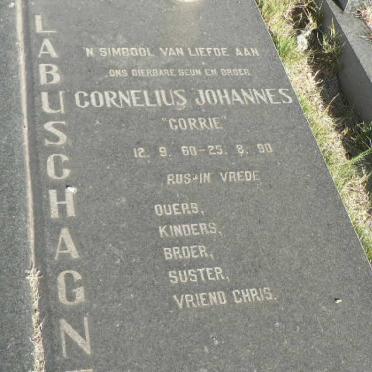 LABUSCHAGN
'N SIMBOOL VAN LIEFDE AAN
ONS DIERBARE SEUN EN BROER
CORNELIUS JOHANNES
"CORRIE"
12. 9. 60-25. 8. 90
RUS IN VREDE
OUERS,
KINDERS,
BROER,
SUSTER,
VRIEND CHRIS.